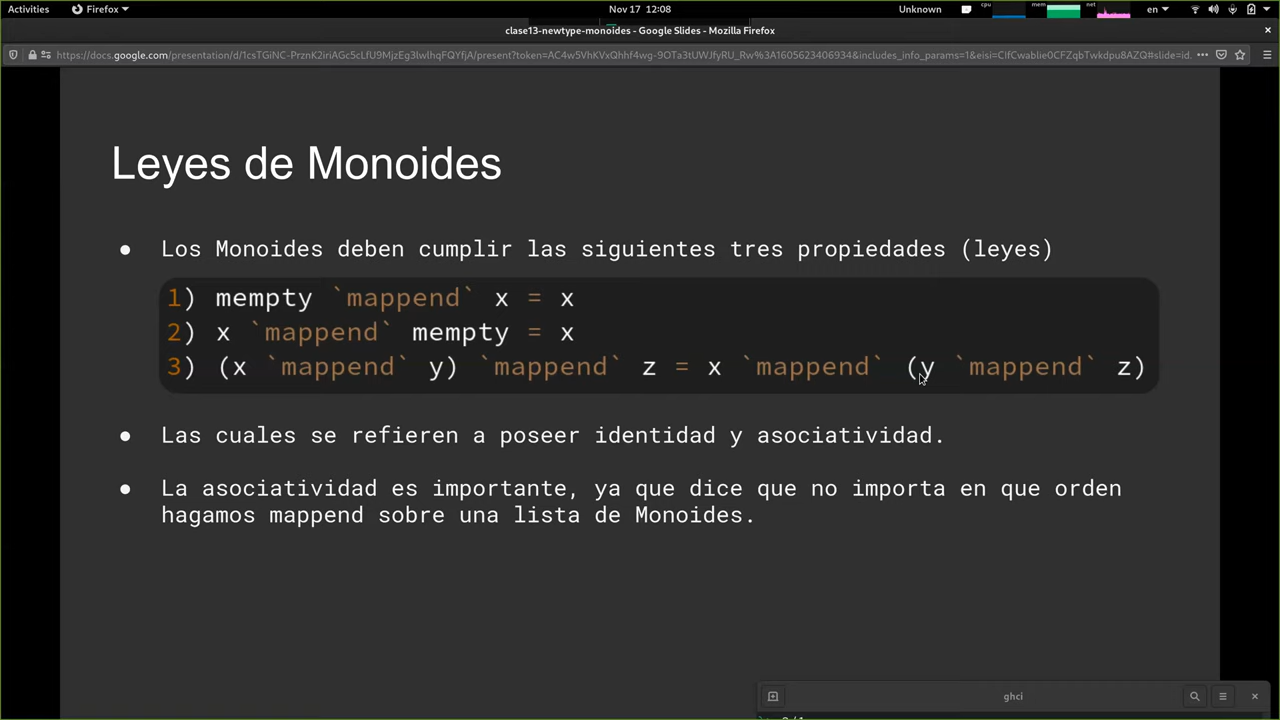 Activities Firefox Nov 17 12:08 Unknown cpu mem net en
clase13-newtype-monoides - Google Slides - Mozilla Firefox
Leyes de Monoides
● Los Monoides deben cumplir las siguientes tres propiedades (leyes)
1) mempty `mappend` x = x
2) x `mappend` mempty = x
3) (x `mappend` y) `mappend` z = x `mappend` (y `mappend` z)
● Las cuales se refieren a poseer identidad y asociatividad.
● La asociatividad es importante, ya que dice que no importa en que orden
hagamos mappend sobre una lista de Monoides.
ghci